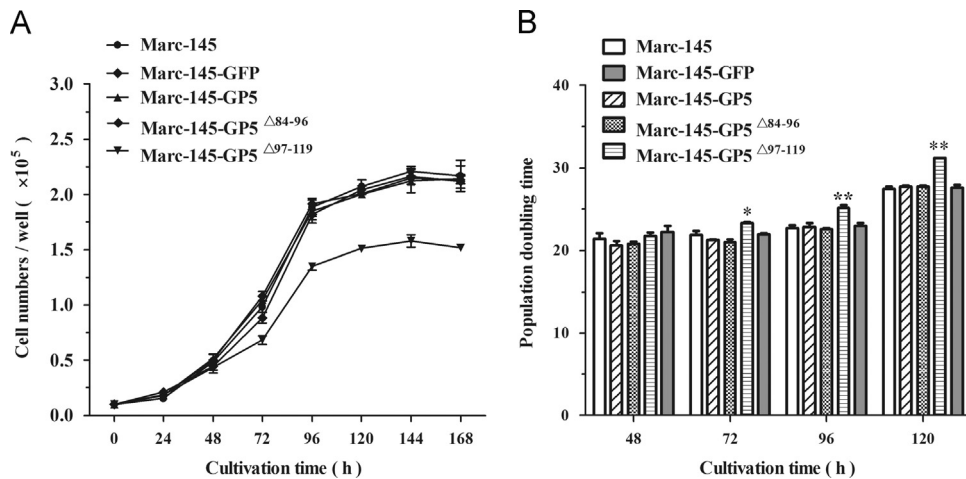 A
Marc-145
Marc-145-GFP
Marc-145-GP5
Marc-145-GP5 △84-96
Marc-145-GP5 △97-119
Cell numbers / well ( ×10⁵ )
3.0
2.5
2.0
1.5
1.0
0.5
0.0
0 24 48 72 96 120 144 168
Cultivation time ( h )
B
Marc-145
Marc-145-GFP
Marc-145-GP5
Marc-145-GP5 △84-96
Marc-145-GP5 △97-119
Population doubling time
40
30
20
10
0
*
**
**
48 72 96 120
Cultivation time ( h )